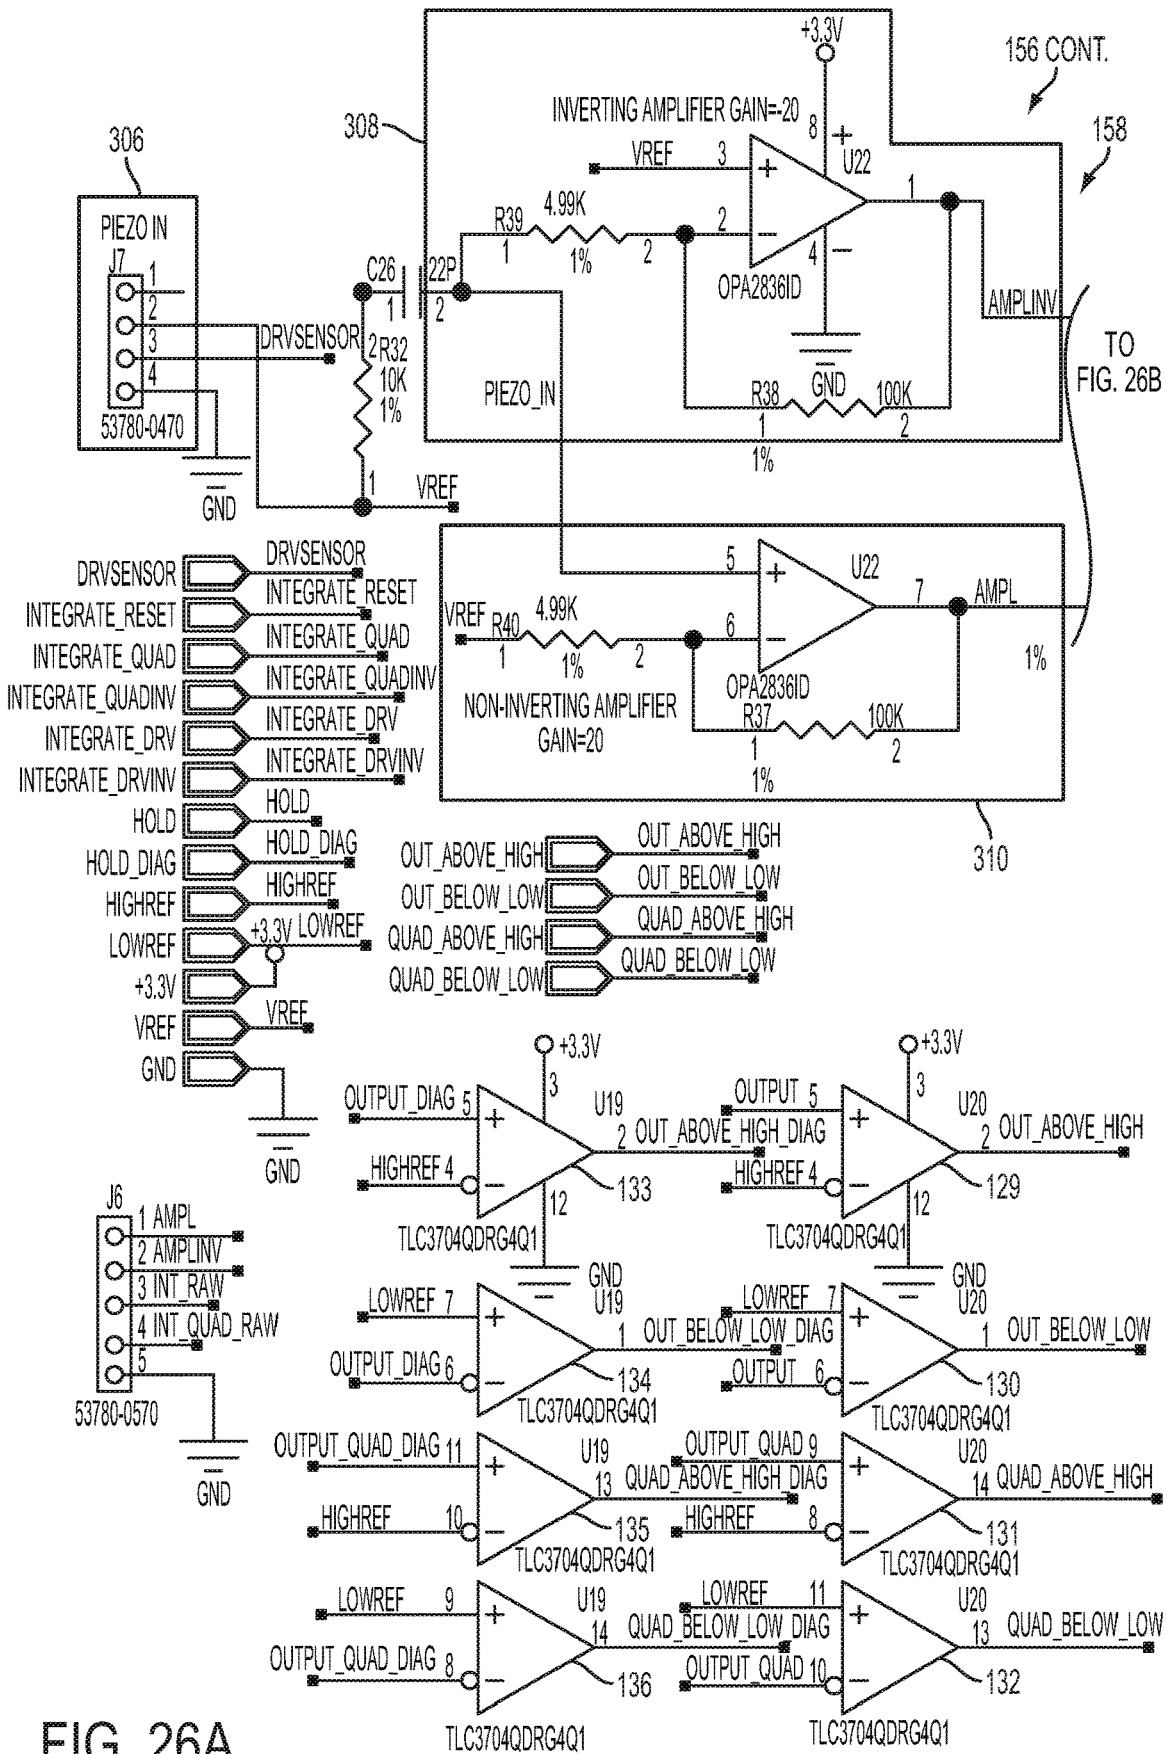 156 CONT.
158
306
PIEZO IN
J7
1
2
3
4
53780-0470
GND
DRVSENSOR
C26
1
22P
2
2 R32
10K
1%
1
VREF
308
+3.3V
INVERTING AMPLIFIER GAIN=-20
VREF
3
8
+
U22
+
1
R39
1
4.99K
1%
2
2
−
4
−
OPA2836ID
GND
R38
1
1%
100K
2
AMPLINV
TO
FIG. 26B
PIEZO_IN
5
+
U22
7
AMPL
1%
VREF
R40
1
4.99K
1%
2
6
−
OPA2836ID
NON-INVERTING AMPLIFIER
GAIN=20
R37
1
1%
100K
2
310
DRVSENSOR
DRVSENSOR
INTEGRATE_RESET
INTEGRATE_RESET
INTEGRATE_QUAD
INTEGRATE_QUAD
INTEGRATE_QUADINV
INTEGRATE_QUADINV
INTEGRATE_DRV
INTEGRATE_DRV
INTEGRATE_DRVINV
INTEGRATE_DRVINV
HOLD
HOLD
HOLD_DIAG
HOLD_DIAG
HIGHREF
HIGHREF
LOWREF
LOWREF
+3.3V
+3.3V
VREF
VREF
GND
GND
OUT_ABOVE_HIGH
OUT_ABOVE_HIGH
OUT_BELOW_LOW
OUT_BELOW_LOW
QUAD_ABOVE_HIGH
QUAD_ABOVE_HIGH
QUAD_BELOW_LOW
QUAD_BELOW_LOW
J6
1 AMPL
2 AMPLINV
3 INT_RAW
4 INT_QUAD_RAW
5
53780-0570
GND
+3.3V
3
OUTPUT_DIAG 5
+
U19
2 OUT_ABOVE_HIGH_DIAG
HIGHREF 4
−
133
12
TLC3704QDRG4Q1
GND
+3.3V
3
OUTPUT 5
+
U20
2 OUT_ABOVE_HIGH
HIGHREF 4
−
129
12
TLC3704QDRG4Q1
GND
LOWREF 7
+
U19
1 OUT_BELOW_LOW_DIAG
OUTPUT_DIAG 6
−
134
TLC3704QDRG4Q1
LOWREF 7
+
U20
1 OUT_BELOW_LOW
OUTPUT 6
−
130
TLC3704QDRG4Q1
OUTPUT_QUAD_DIAG 11
+
U19
13 QUAD_ABOVE_HIGH_DIAG
HIGHREF 10
−
135
TLC3704QDRG4Q1
OUTPUT_QUAD 9
+
U20
14 QUAD_ABOVE_HIGH
HIGHREF 8
−
131
TLC3704QDRG4Q1
LOWREF 9
+
U19
14 QUAD_BELOW_LOW_DIAG
OUTPUT_QUAD_DIAG 8
−
136
TLC3704QDRG4Q1
LOWREF 11
+
U20
13 QUAD_BELOW_LOW
OUTPUT_QUAD 10
−
132
TLC3704QDRG4Q1
FIG. 26A